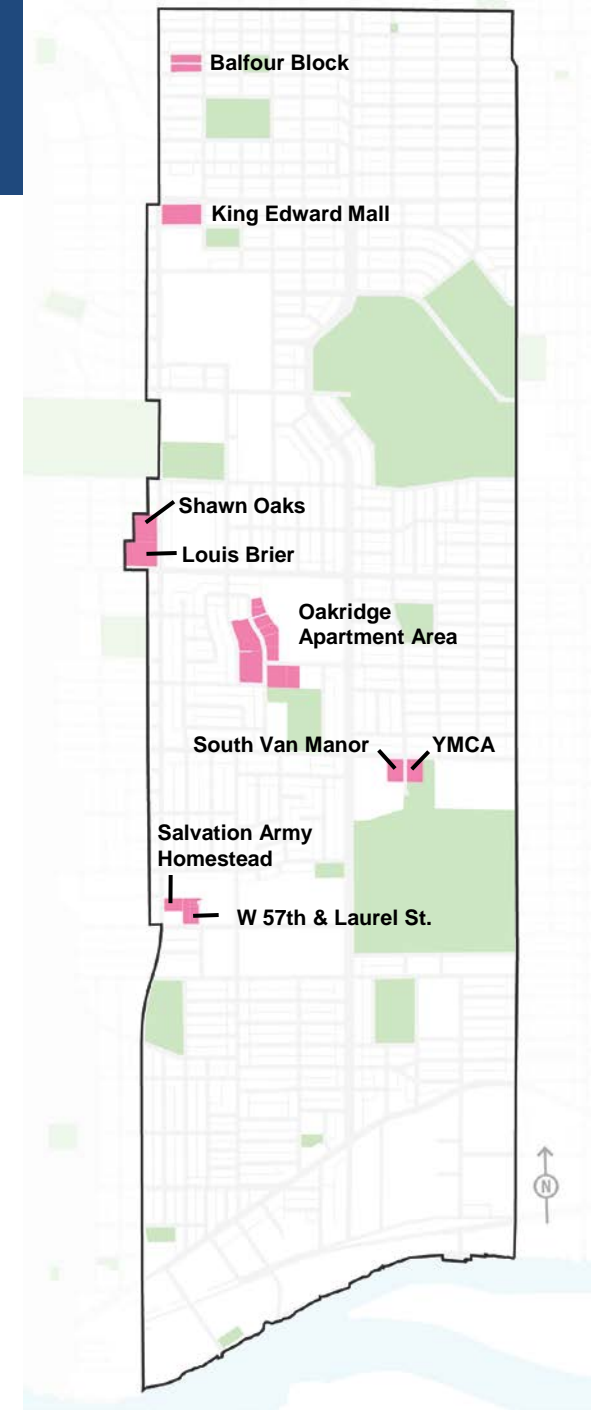 Balfour Block
King Edward Mall
Shawn Oaks
Louis Brier
Oakridge
Apartment Area
South Van Manor
YMCA
Salvation Army
Homestead
W 57th & Laurel St.
N